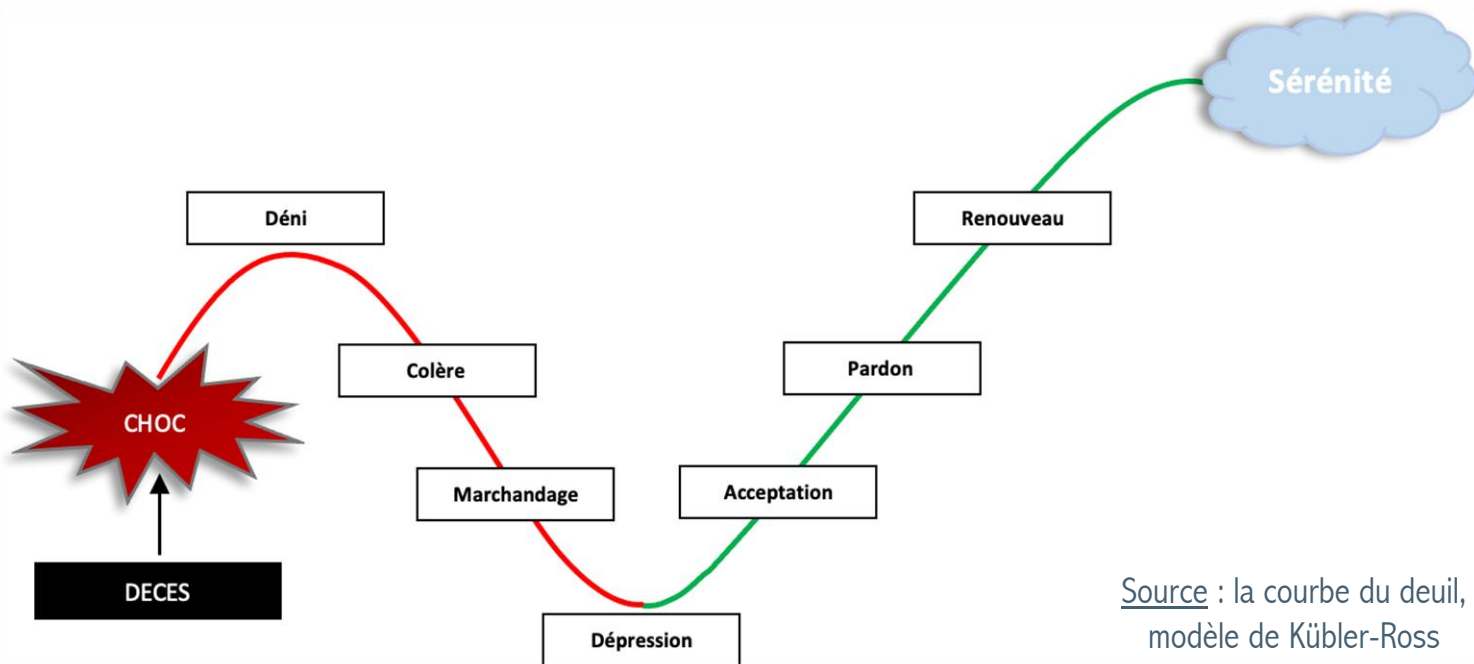 Sérénité
Déni
Renouveau
Colère
Pardon
CHOC
Marchandage
Acceptation
DECES
Dépression
Source : la courbe du deuil,
modèle de Kübler-Ross